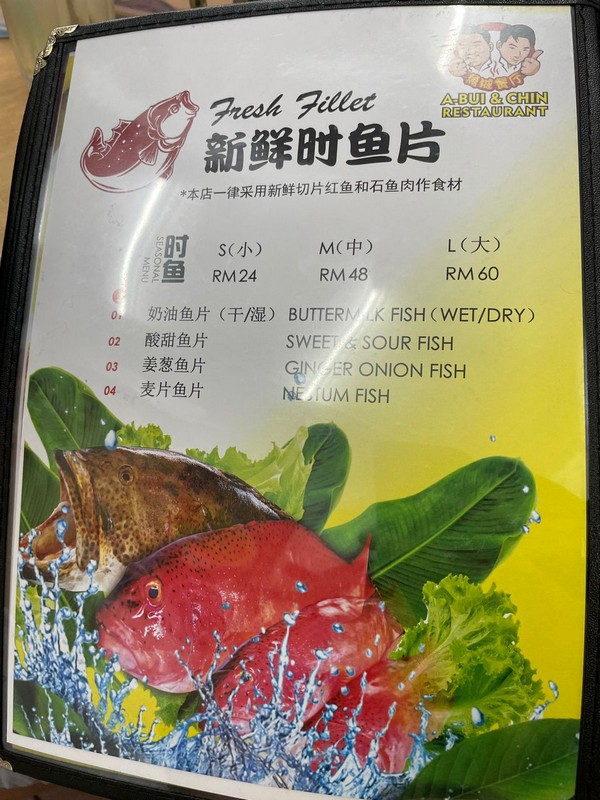 A-BUI & CHIN
RESTAURANT
Fresh Fillet
新鲜时鱼片
*本店一律采用新鲜切片红鱼和石鱼肉作食材
时鱼
SEASONAL
MENU
S(小) M(中) L(大)
RM24 RM48 RM60
01 奶油鱼片（干/湿） BUTTERMILK FISH（WET/DRY）
02 酸甜鱼片 SWEET & SOUR FISH
03 姜葱鱼片 GINGER ONION FISH
04 麦片鱼片 NESTUM FISH